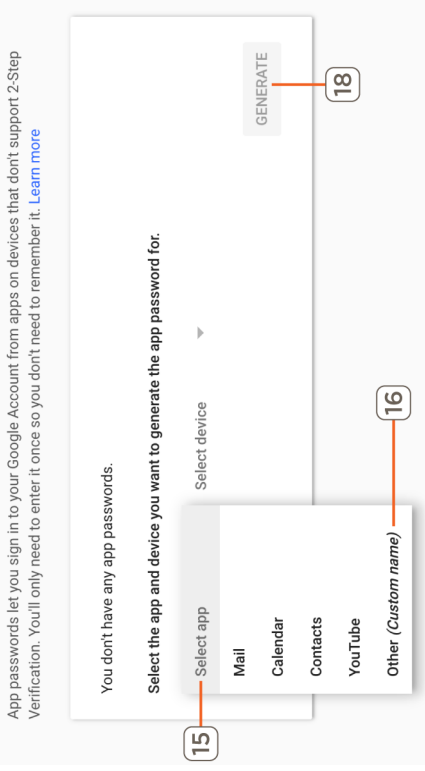 App passwords let you sign in to your Google Account from apps on devices that don't support 2-Step
Verification. You'll only need to enter it once so you don't need to remember it. Learn more
You don't have any app passwords.
Select the app and device you want to generate the app password for.
15
Select app
Select device
Mail
Calendar
Contacts
YouTube
Other (Custom name)
16
GENERATE
18